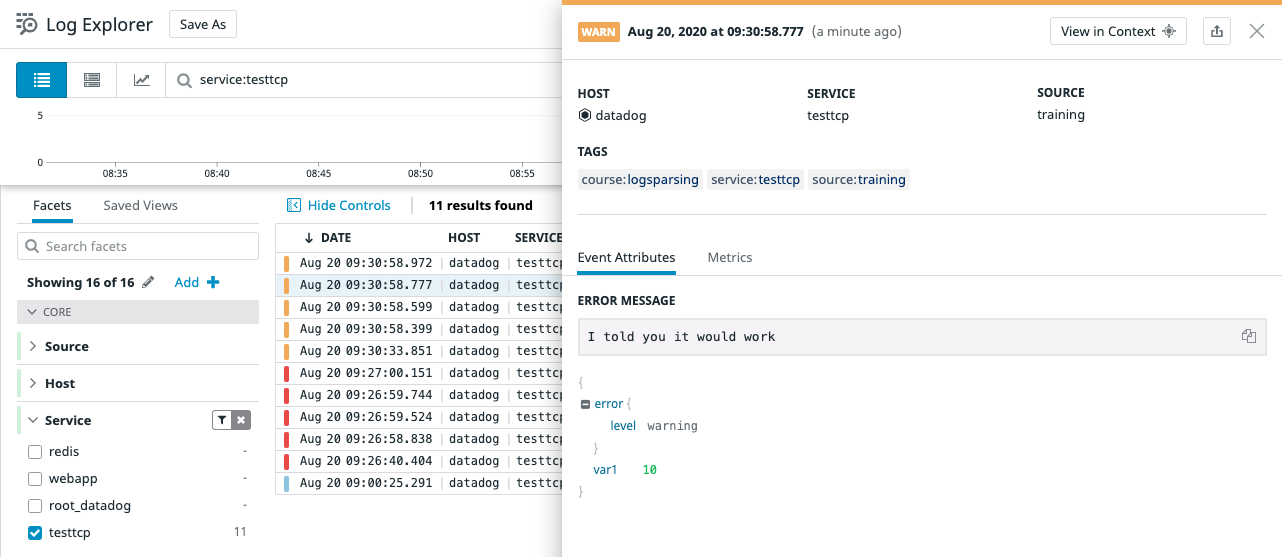 Log Explorer Save As
service:testtcp
5
0
08:35 08:40 08:45 08:50 08:55
Facets Saved Views
Search facets
Showing 16 of 16 Add
CORE
Source
Host
Service
redis -
webapp -
root_datadog -
testtcp 11
Hide Controls 11 results found
DATE HOST SERVICE
Aug 20 09:30:58.972 datadog testtcp
Aug 20 09:30:58.777 datadog testtcp
Aug 20 09:30:58.599 datadog testtcp
Aug 20 09:30:58.399 datadog testtcp
Aug 20 09:30:33.851 datadog testtcp
Aug 20 09:27:00.151 datadog testtcp
Aug 20 09:26:59.744 datadog testtcp
Aug 20 09:26:59.524 datadog testtcp
Aug 20 09:26:58.838 datadog testtcp
Aug 20 09:26:40.404 datadog testtcp
Aug 20 09:00:25.291 datadog testtcp
WARN Aug 20, 2020 at 09:30:58.777 (a minute ago) View in Context
HOST SERVICE SOURCE
datadog testtcp training
TAGS
course:logsparsing service:testtcp source:training
Event Attributes Metrics
ERROR MESSAGE
I told you it would work
{
error {
level warning
}
var1 10
}